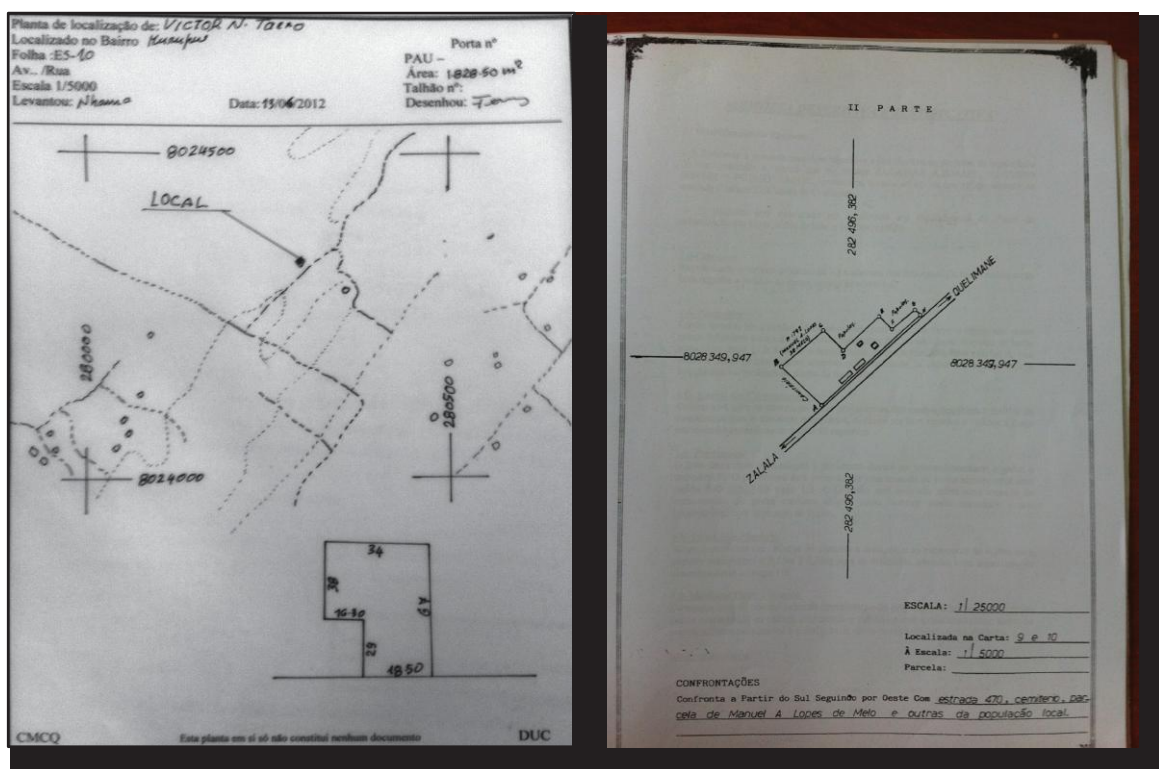 Planta de localização de: VICTOR N.
Localizado no Bairro
Folha :E5-10
Av.. /Rua
Escala 1/5000
Levantou: Nhamo
Data: 15/06/2012
Porta nº
PAU –
Área: 1.828.50 m²
Talhão nº:
Desenhou:
8024500
LOCAL
280000
280500
8024000
34
38
16.30
29
18.50
CMCQ
Esta planta em si só não constitui nenhum documento
DUC
II PARTE
282 496,382
QUELIMANE
8028 349,947
8028 349,947
A
ZALALA
282 496,382
ESCALA: 1/ 25000
Localizada na Carta: 9 e 10
À Escala: 1/ 5000
Parcela:
CONFRONTAÇÕES
Confronta a Partir do Sul Seguindo por Oeste Com estrada 470, cemitério, par-
cela de Manuel A Lopes de Melo e outras da população local.